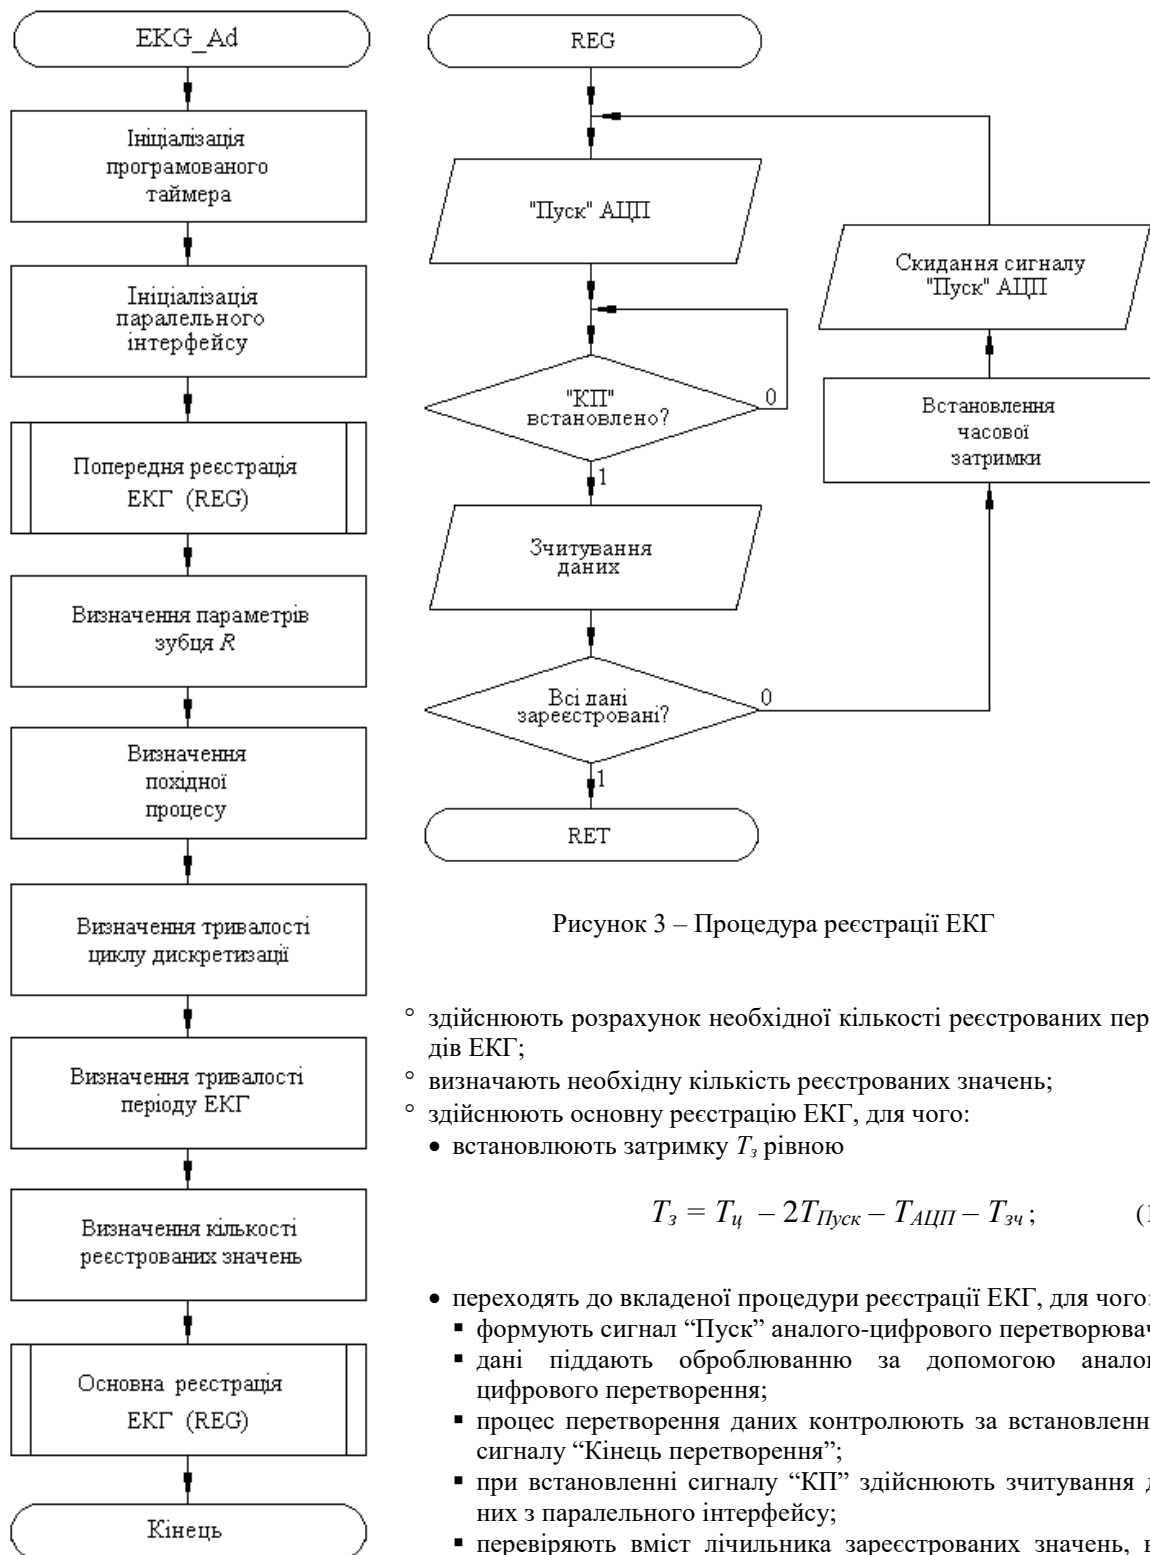 EKG_Ad
Ініціалізація
програмованого
таймера
Ініціалізація
паралельного
інтерфейсу
Попередня реєстрація
ЕКГ (REG)
Визначення параметрів
зубця R
Визначення
похідної
процесу
Визначення тривалості
циклу дискретизації
Визначення тривалості
періоду ЕКГ
Визначення кількості
реєстрованих значень
Основна реєстрація
ЕКГ (REG)
Кінець
REG
"Пуск" АЦП
"КП"
встановлено?
0
1
Зчитування
даних
Всі дані
зареєстровані?
0
1
RET
Скидання сигналу
"Пуск" АЦП
Встановлення
часової
затримки
Рисунок 3 – Процедура реєстрації ЕКГ
° здійснюють розрахунок необхідної кількості реєстрованих пер
дів ЕКГ;
° визначають необхідну кількість реєстрованих значень;
° здійснюють основну реєстрацію ЕКГ, для чого:
• встановлюють затримку Tз рівною
Tз = Tц – 2TПуск – TАЦП – Tзч ; (1
• переходять до вкладеної процедури реєстрації ЕКГ, для чого:
▪ формують сигнал “Пуск” аналого-цифрового перетворювач
▪ дані піддають оброблюванню за допомогою анало
цифрового перетворення;
▪ процес перетворення даних контролюють за встановленн
сигналу “Кінець перетворення”;
▪ при встановленні сигналу “КП” здійснюють зчитування д
них з паралельного інтерфейсу;
▪ перевіряють вміст лічильника зареєстрованих значень, в